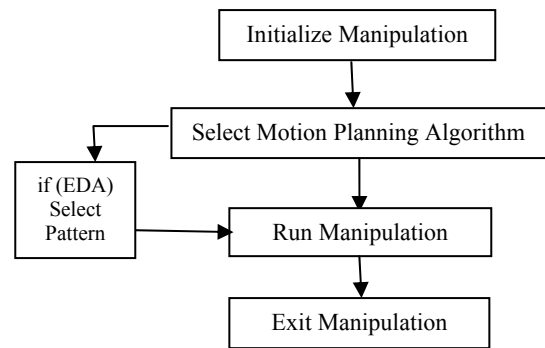 Initialize Manipulation
Select Motion Planning Algorithm
if (EDA)
Select
Pattern
Run Manipulation
Exit Manipulation